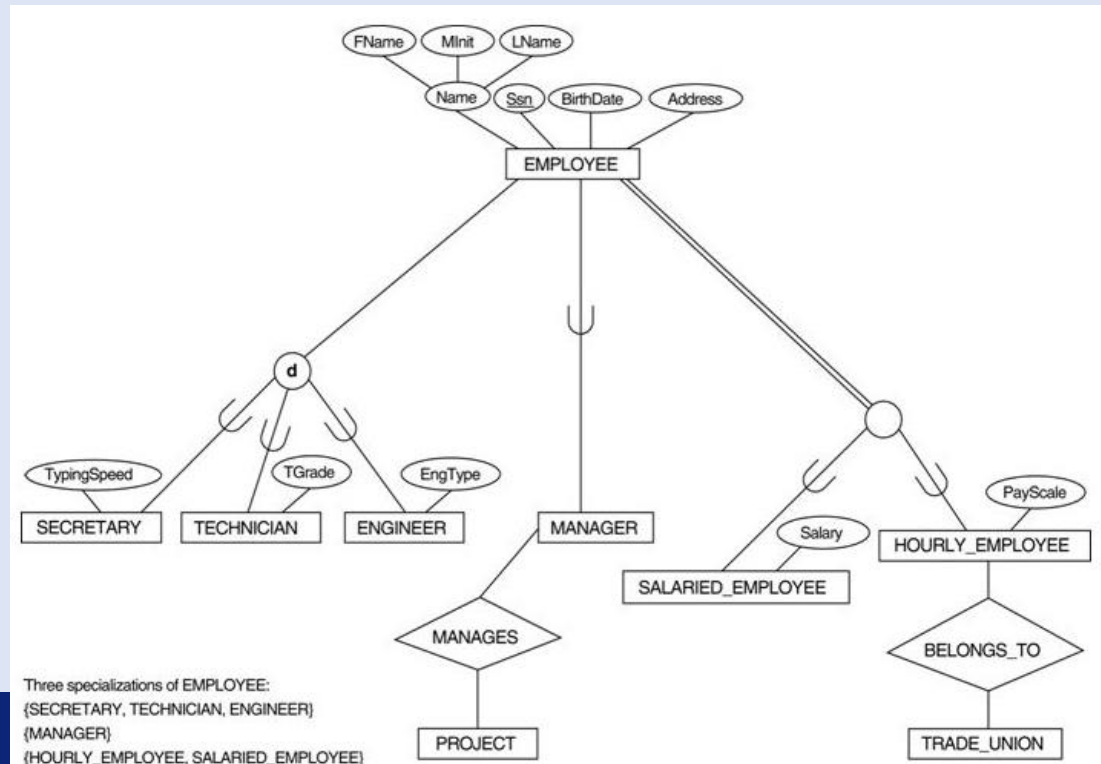 FName MInit LName
Name Ssn BirthDate Address
EMPLOYEE
d
TypingSpeed TGrade EngType
SECRETARY TECHNICIAN ENGINEER MANAGER
Salary
SALARIED_EMPLOYEE
PayScale
HOURLY_EMPLOYEE
MANAGES
BELONGS_TO
PROJECT
TRADE_UNION
Three specializations of EMPLOYEE:
{SECRETARY, TECHNICIAN, ENGINEER}
{MANAGER}
{HOURLY_EMPLOYEE, SALARIED_EMPLOYEE}